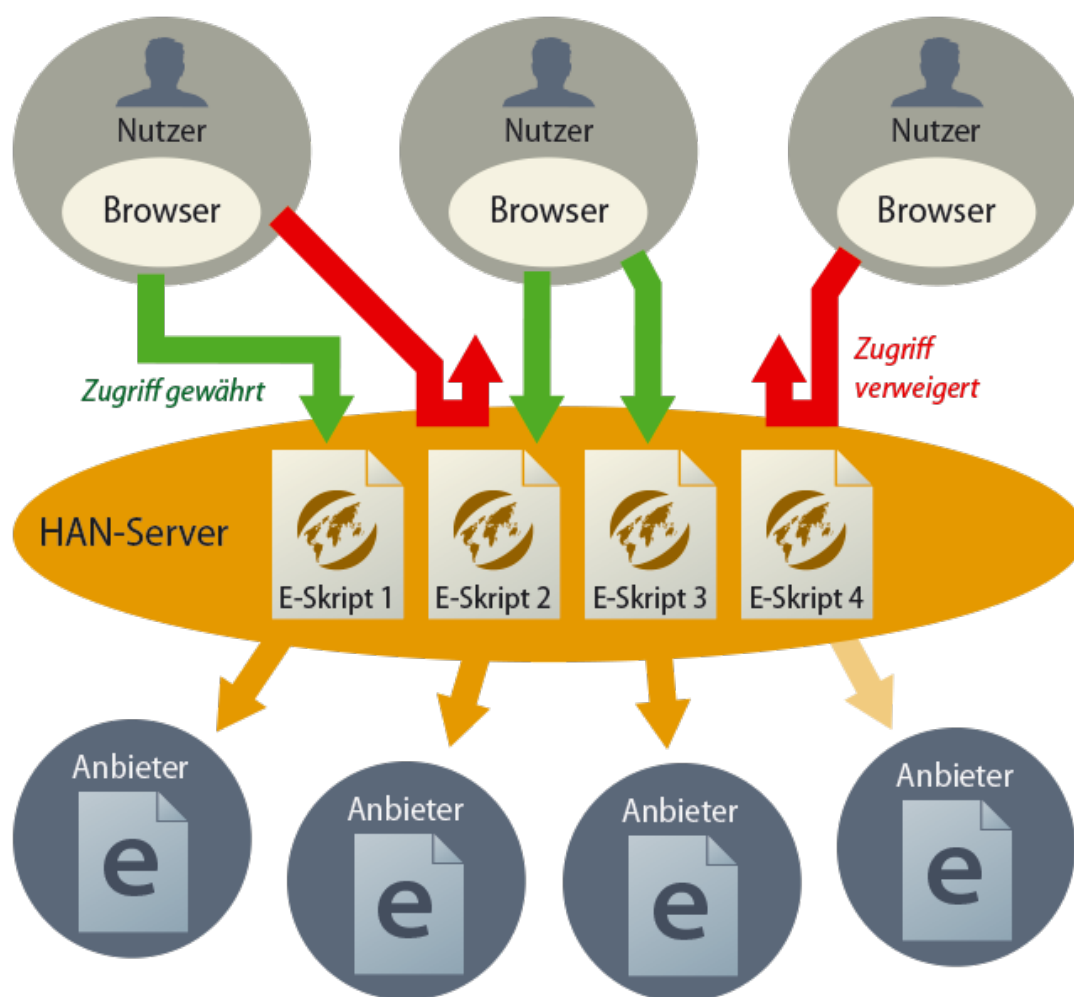 Nutzer
Browser
Nutzer
Browser
Nutzer
Browser
Zugriff gewährt
Zugriff
verweigert
HAN-Server
E-Skript 1
E-Skript 2
E-Skript 3
E-Skript 4
Anbieter
e
Anbieter
e
Anbieter
e
Anbieter
e